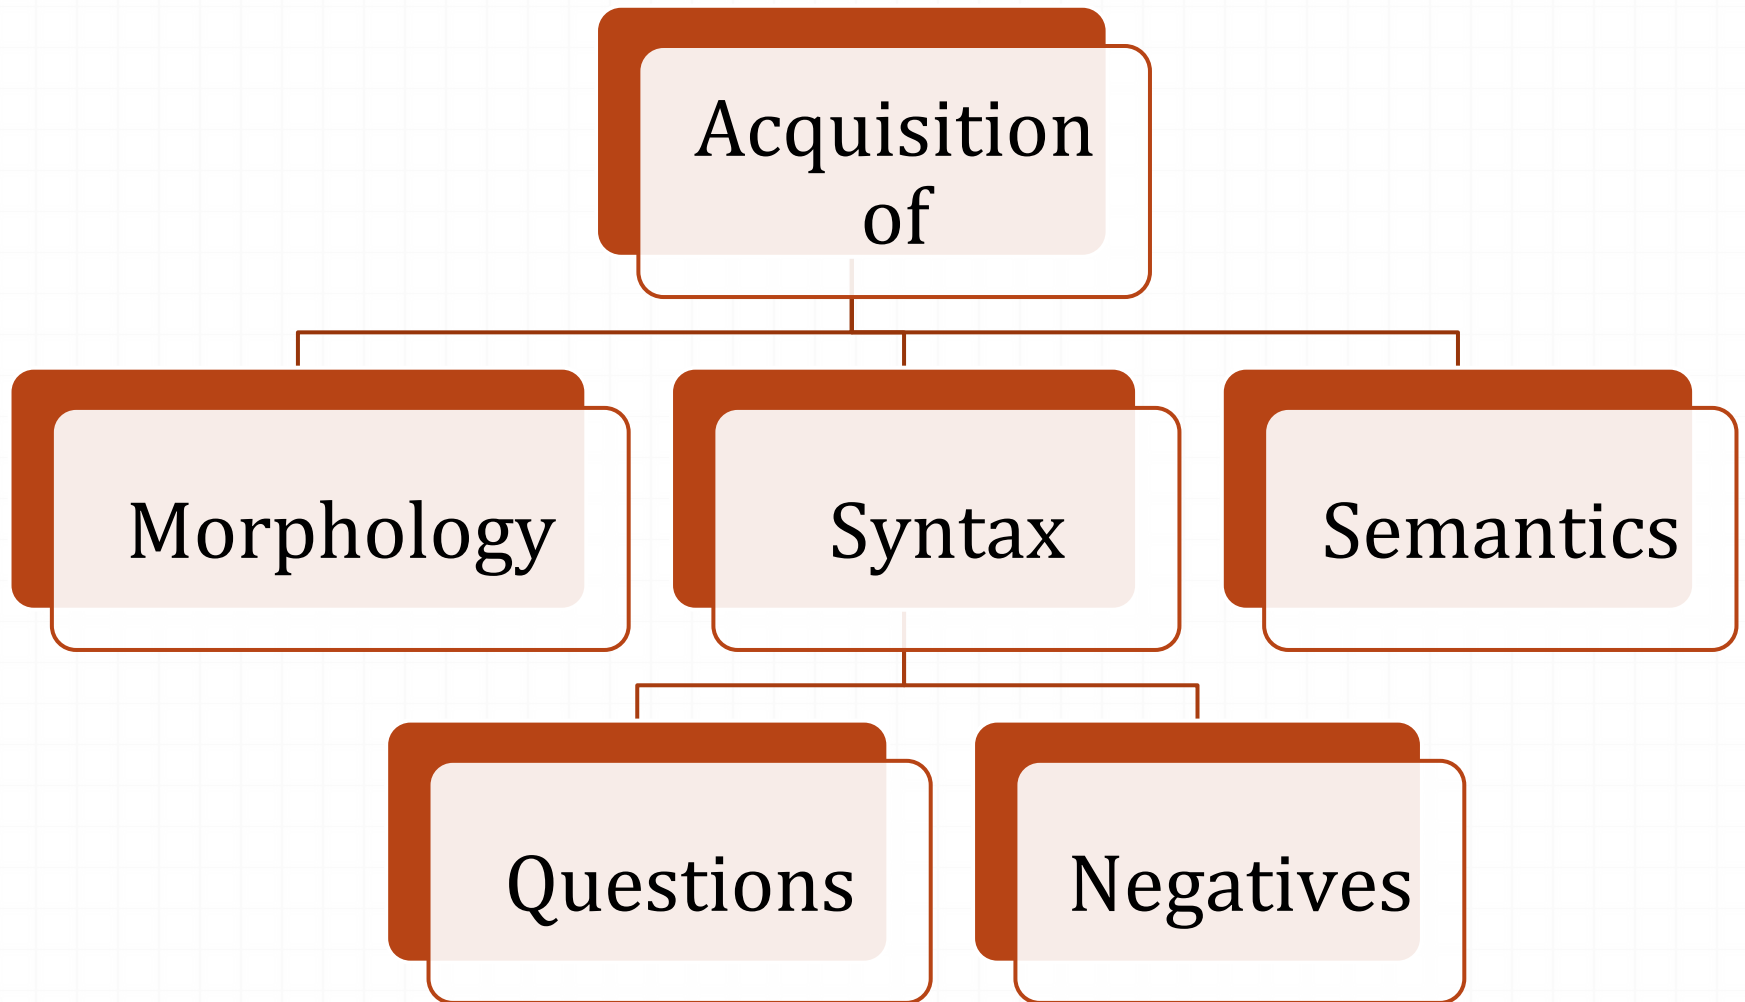 Acquisition
of
Morphology
Syntax
Semantics
Questions
Negatives